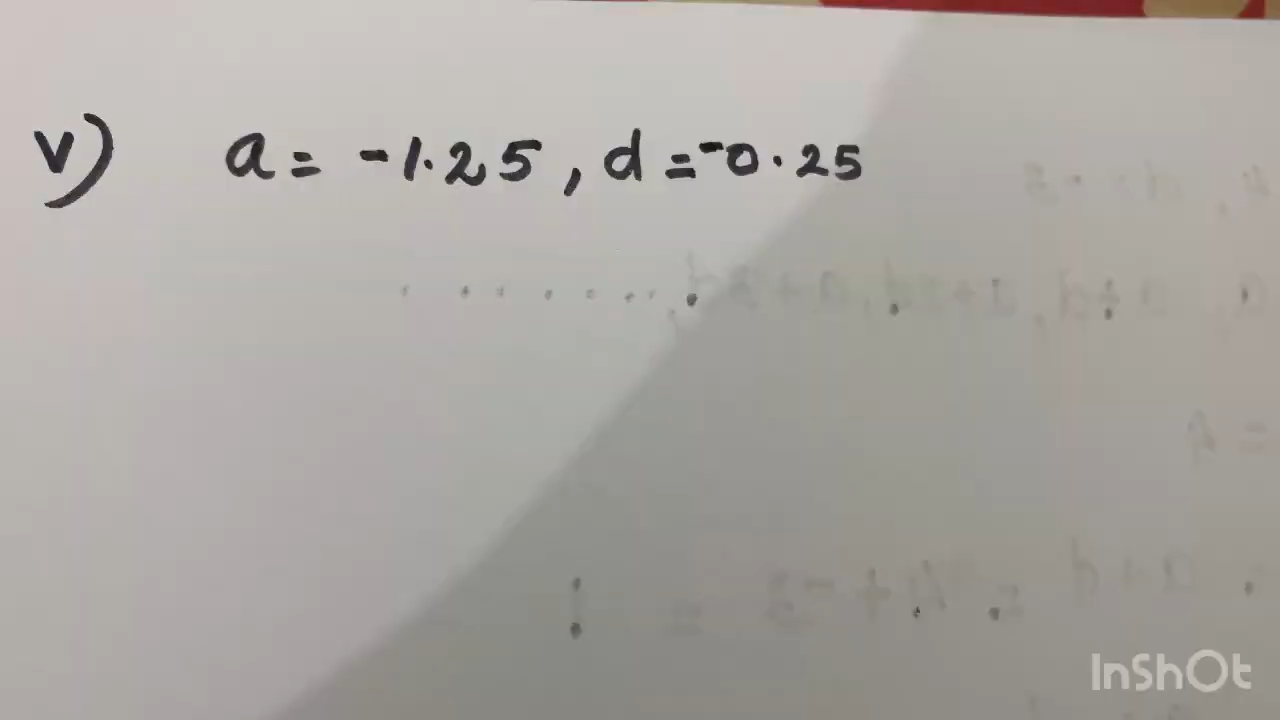 v) a = -1.25, d = -0.25
InShOt